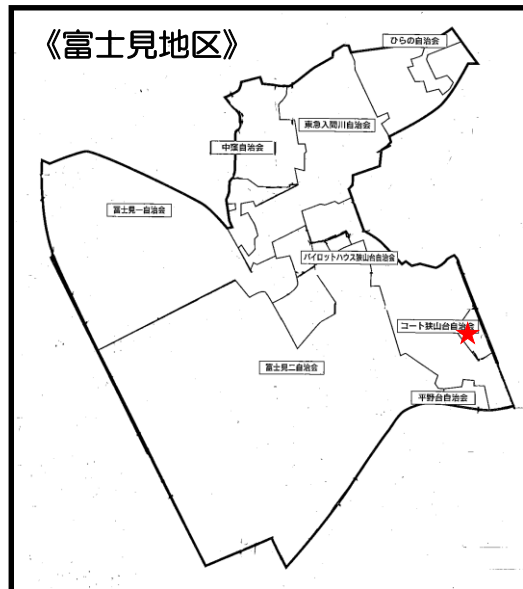 《富士見地区》
ひらの自治会
東急入間川自治会
中窪自治会
富士見一自治会
パイロットハウス狭山台自治会
コート狭山台自治会
富士見二自治会
平野台自治会